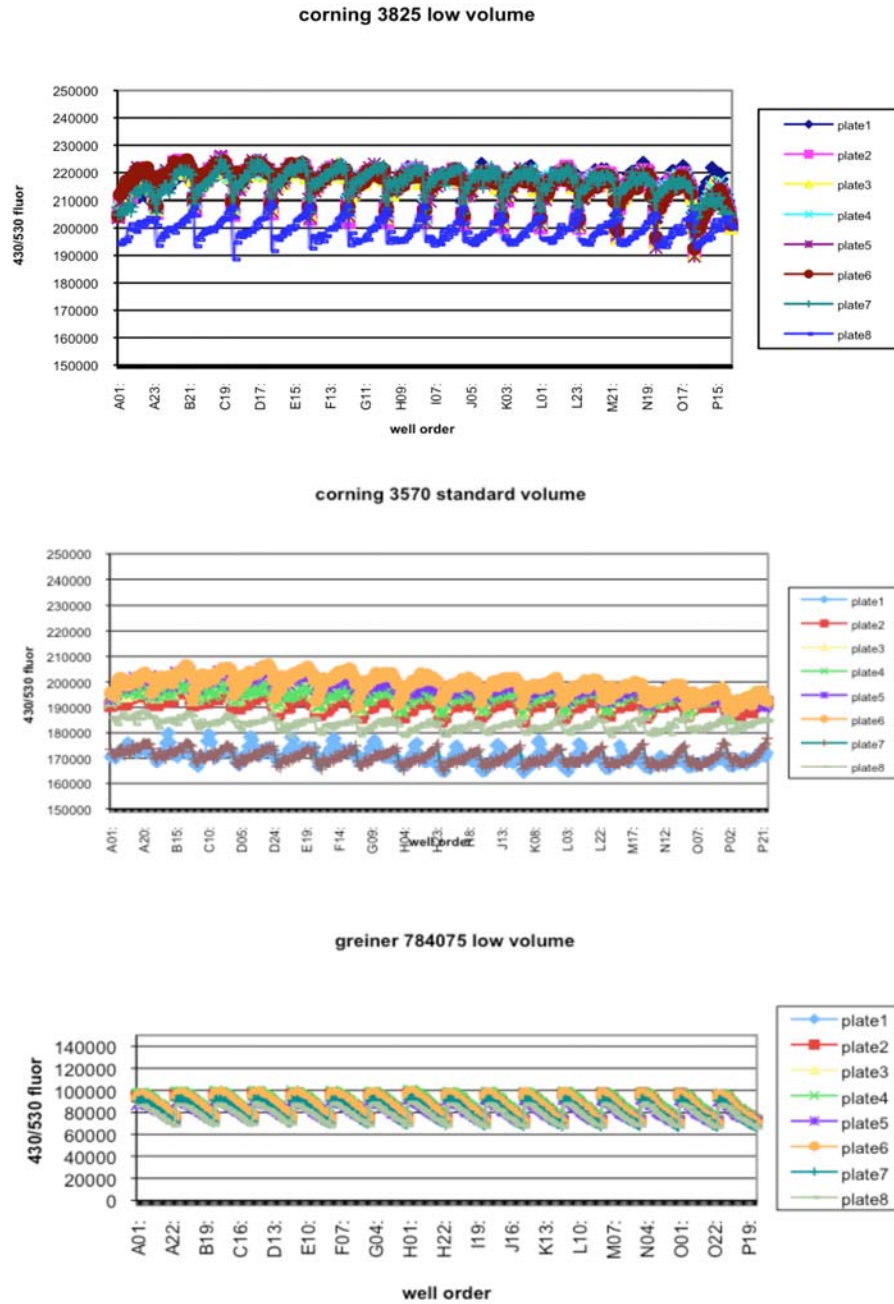 corning 3825 low volume
250000
240000
230000
220000
210000
200000
190000
180000
170000
160000
150000
430/530 fluor
A01: A23: B21: C19: D17: E15: F13: G11: H09: I07: J05: K03: L01: L23: M21: N19: O17: P15:
well order
plate1
plate2
plate3
plate4
plate5
plate6
plate7
plate8
corning 3570 standard volume
250000
240000
230000
220000
210000
200000
190000
180000
170000
160000
150000
430/530 fluor
A01: A20: B15: C10: D05: D24: E19: F14: G09: H04: H23: J13: K08: L03: L22: M17: N12: O07: P02: P21:
well order
plate1
plate2
plate3
plate4
plate5
plate6
plate7
plate8
greiner 784075 low volume
140000
120000
100000
80000
60000
40000
20000
0
430/530 fluor
A01: A22: B19: C16: D13: E10: F07: G04: H01: H22: I19: J16: K13: L10: M07: N04: O01: O22: P19:
well order
plate1
plate2
plate3
plate4
plate5
plate6
plate7
plate8